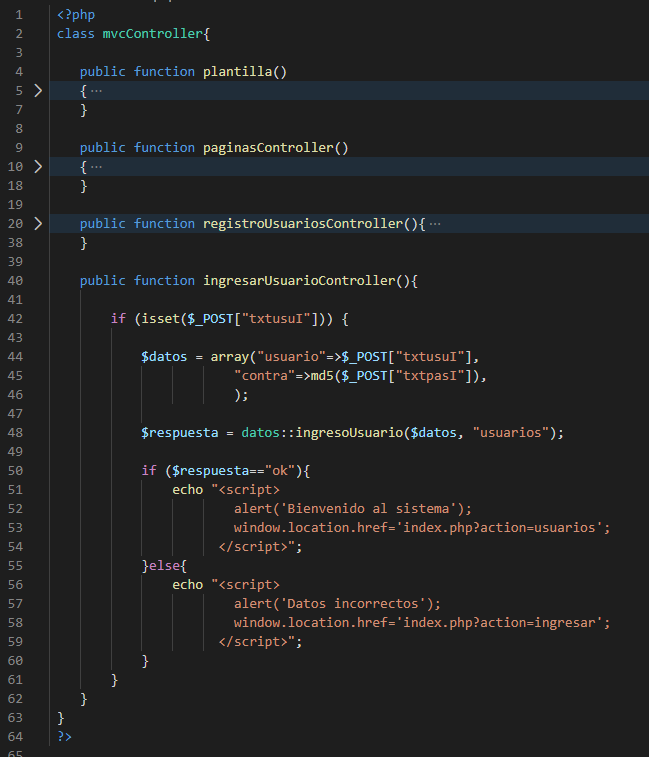 1 <?php
2 class mvcController{
3
4 public function plantilla()
5 { ...
7 }
8
9 public function paginasController()
10 { ...
18 }
19
20 public function registroUsuariosController(){ ...
38 }
39
40 public function ingresarUsuarioController(){
41
42 if (isset($_POST["txtusuI"])) {
43
44 $datos = array("usuario"=>$_POST["txtusuI"],
45 "contra"=>md5($_POST["txtpasI"]),
46 );
47
48 $respuesta = datos::ingresoUsuario($datos, "usuarios");
49
50 if ($respuesta=="ok"){
51 echo "<script>
52 alert('Bienvenido al sistema');
53 window.location.href='index.php?action=usuarios';
54 </script>";
55 }else{
56 echo "<script>
57 alert('Datos incorrectos');
58 window.location.href='index.php?action=ingresar';
59 </script>";
60 }
61 }
62 }
63 }
64 ?>
65